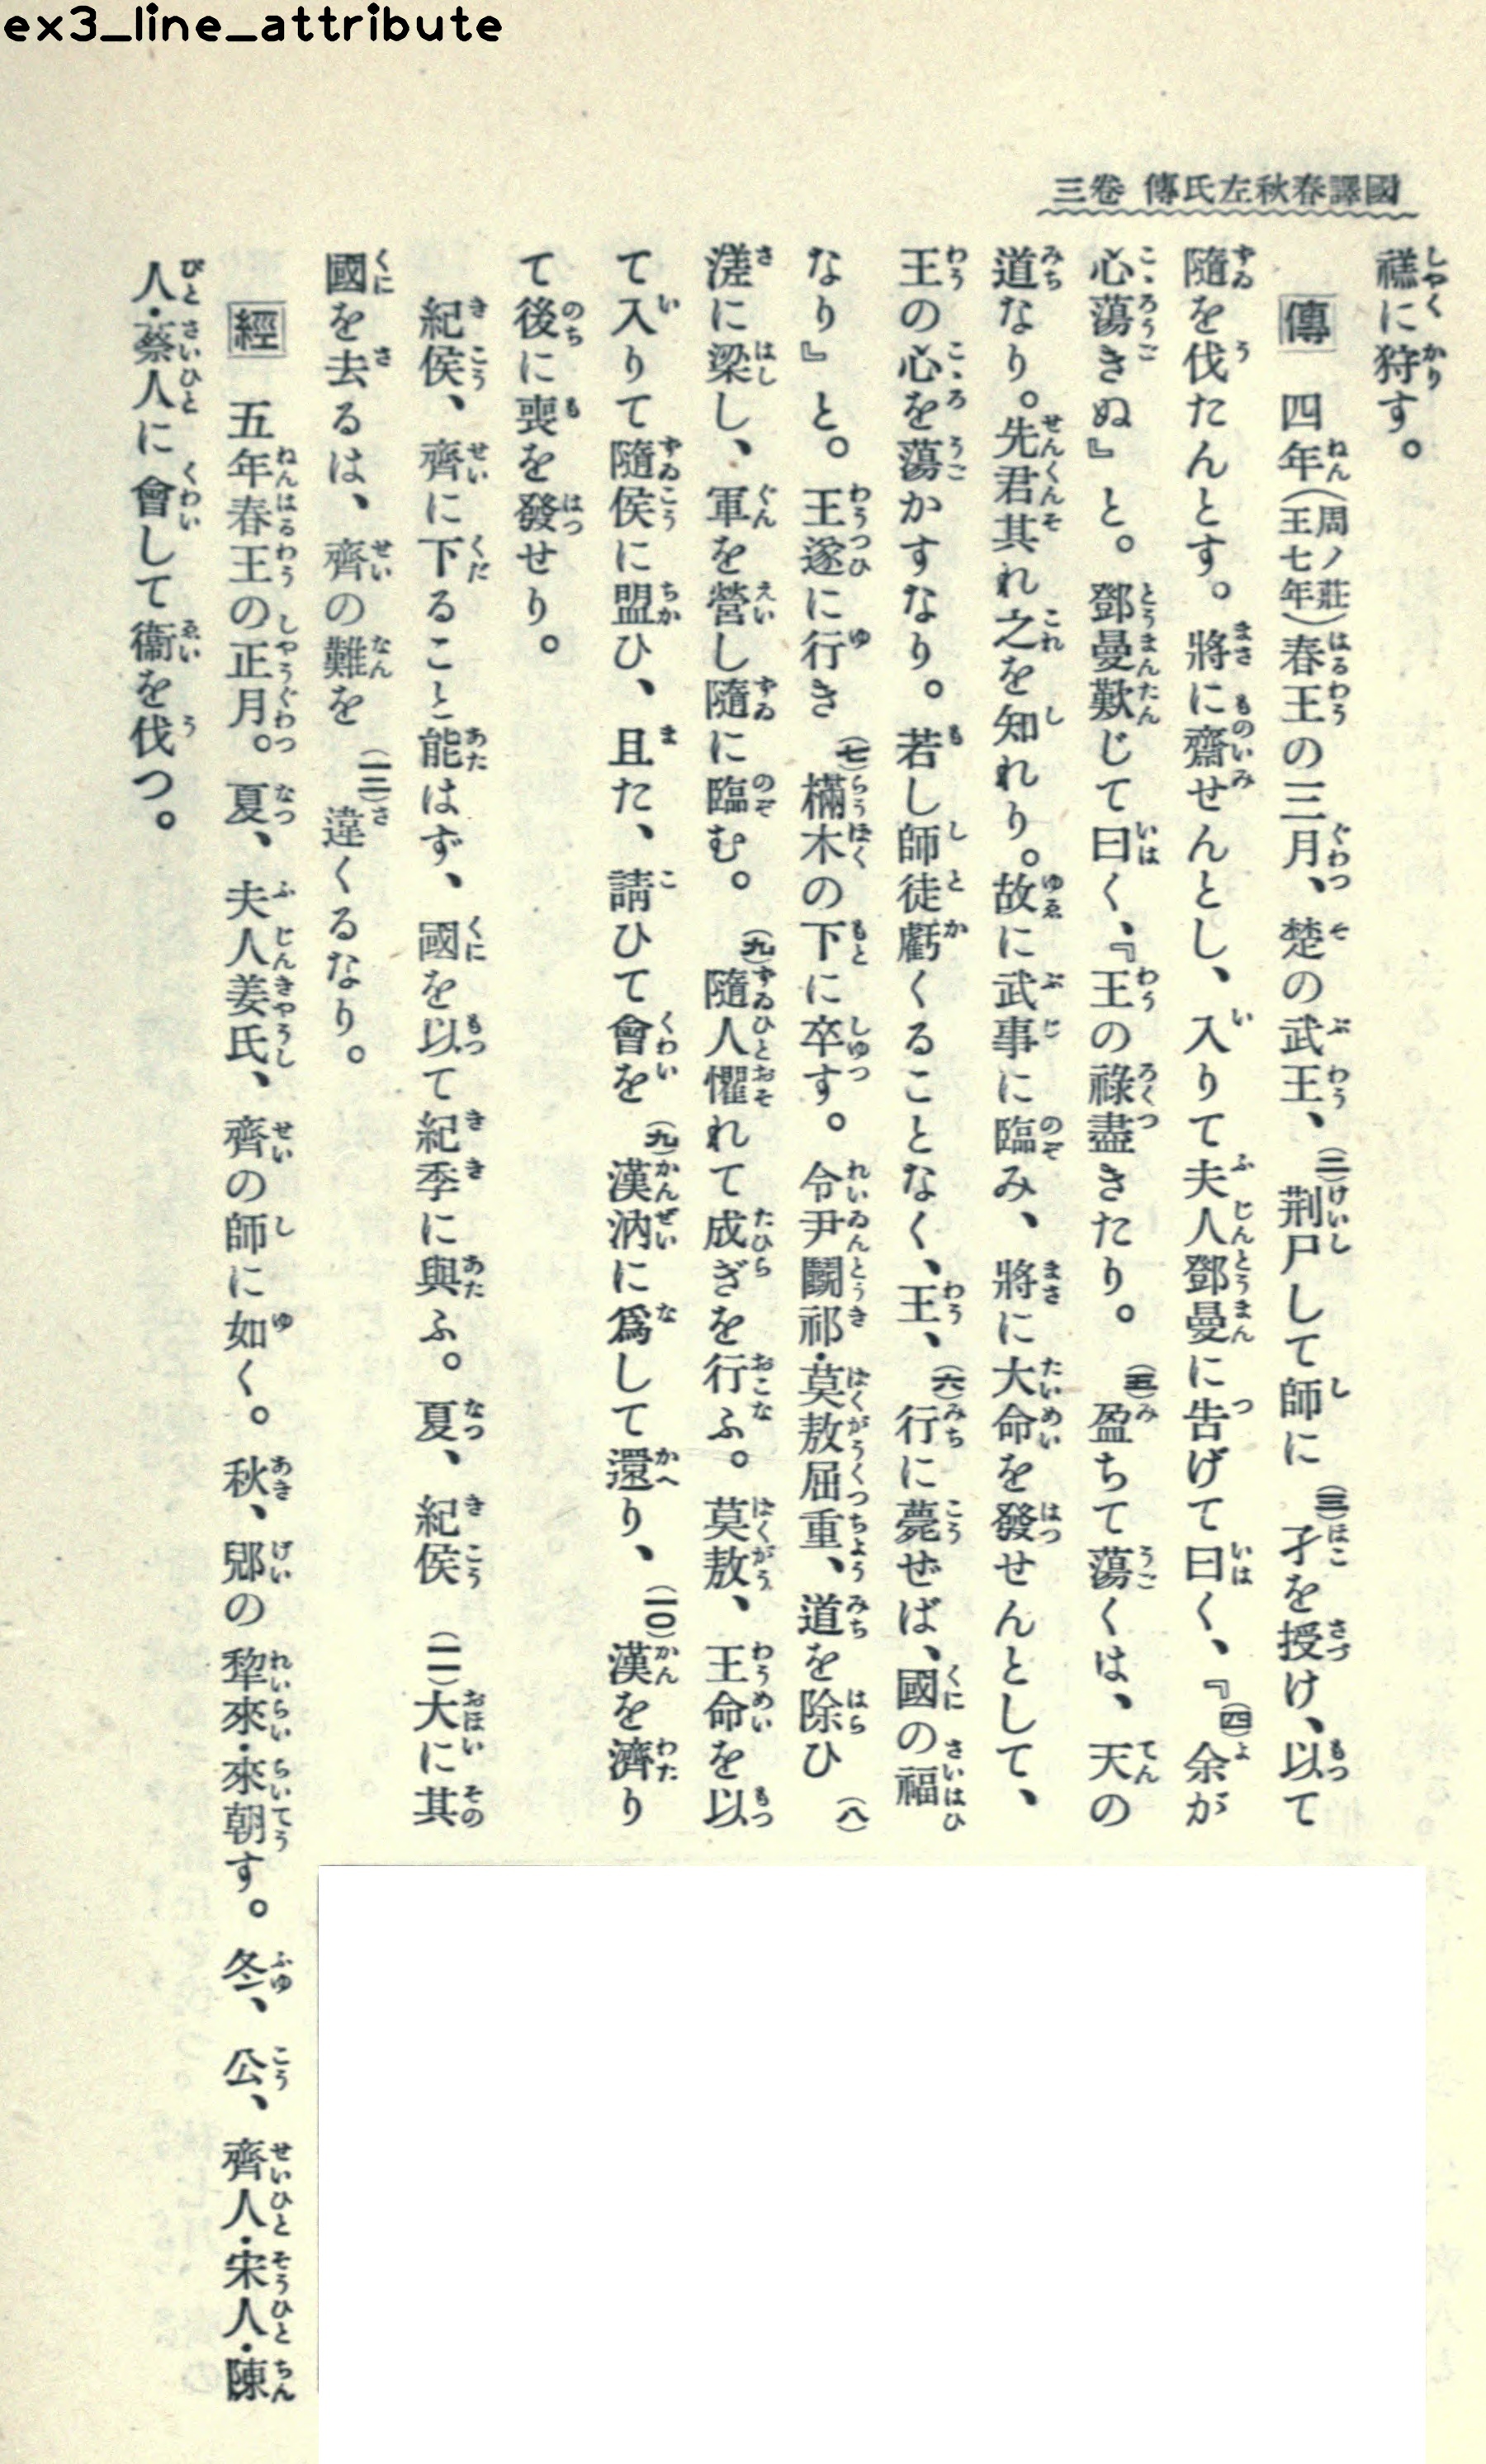 ex3_line_attribute
國譯春秋左氏傳 卷三
禚に狩す。
傳 四年(周ノ莊王七年)春王の三月、楚の武王、(二)荆尸して師に(三)孑を授け、以て
隨を伐たんとす。將に齋せんとし、入りて夫人鄧曼に告げて曰く、『(四)余が
心蕩きぬ』と。鄧曼歎じて曰く、『王の祿盡きたり。(五)盈ちて蕩くは、天の
道なり。先君其れ之を知れり。故に武事に臨み、將に大命を發せんとして、
王の心を蕩かすなり。若し師徒虧くることなく、王、(六)行に薨ぜば、國の福
なり』と。王遂に行き(七)樠木の下に卒す。令尹鬭祁・莫敖屈重、道を除ひ(八)
溠に梁し、軍を營し隨に臨む。(九)隨人懼れて成ぎを行ふ。莫敖、王命を以
て入りて隨侯に盟ひ、且た、請ひて會を(九)漢汭に爲して還り、(一〇)漢を濟り
て後に喪を發せり。
紀侯、齊に下ること能はず、國を以て紀季に與ふ。夏、紀侯(一一)大に其
國を去るは、齊の難を(一二)違くるなり。
經 五年春王の正月。夏、夫人姜氏、齊の師に如く。秋、郳の犂來・來朝す。冬、公、齊人・宋人・陳
人・蔡人に會して衞を伐つ。